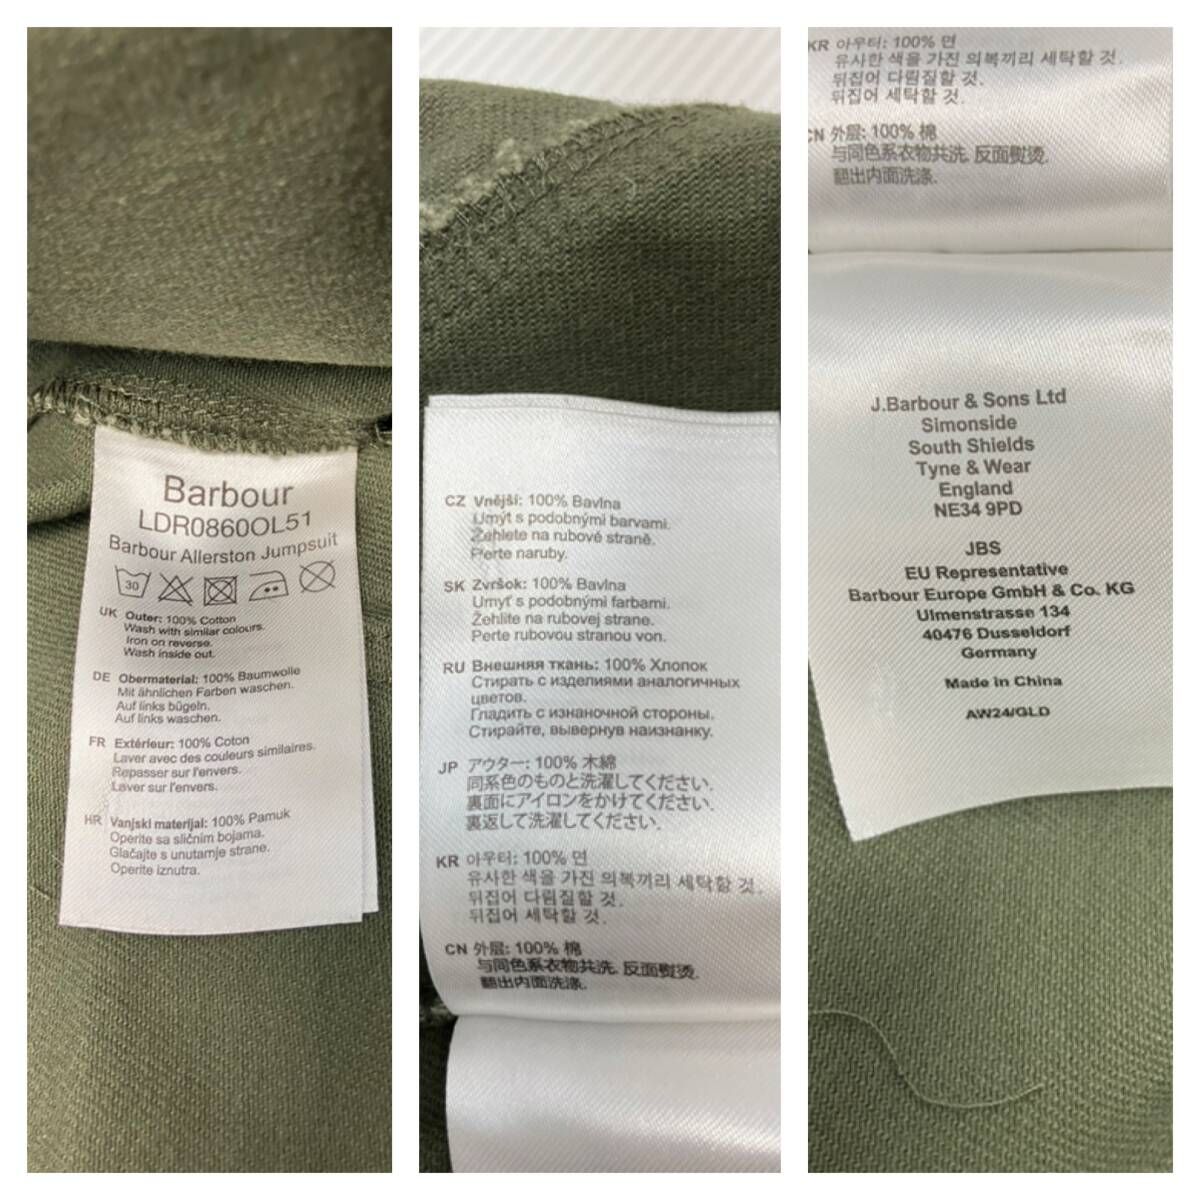 Barbour
LDR0860OL51
Barbour Allerston Jumpsuit
30
UK Outer: 100% Cotton
Wash with similar colours.
Iron on reverse.
Wash inside out.
DE Obermaterial: 100% Baumwolle
Mit ähnlichen Farben waschen.
Auf links bügeln.
Auf links waschen.
FR Extérieur: 100% Coton
Laver avec des couleurs similaires.
Repasser sur l'envers.
Laver sur l'envers.
HR Vanjski materijal: 100% Pamuk
Operite sa sličnim bojama.
Glačajte s unutarnje strane.
Operite iznutra.
CZ Vnější: 100% Bavlna
Umýt s podobnými barvami.
Žehlete na rubové straně.
Perte naruby.
SK Zvršok: 100% Bavlna
Umyť s podobnými farbami.
Žehlite na rubovej strane.
Perte rubovou stranou von.
RU Внешняя ткань: 100% Хлопок
Стирать с изделиями аналогичных
цветов.
Гладить с изнаночной стороны.
Стирайте, вывернув наизнанку.
JP アウター: 100% 木綿
同系色のものと洗濯してください.
裏面にアイロンをかけてください.
裏返して洗濯してください.
KR 아우터: 100% 면
유사한 색을 가진 의복끼리 세탁할 것.
뒤집어 다림질할 것.
뒤집어 세탁할 것.
CN 外层: 100% 棉
与同色系衣物共洗. 反面熨烫.
翻出内面洗涤.
KR 아우터: 100% 면
유사한 색을 가진 의복끼리 세탁할 것.
뒤집어 다림질할 것.
뒤집어 세탁할 것.
CN 外层: 100% 棉
与同色系衣物共洗. 反面熨烫.
翻出内面洗涤.
J.Barbour & Sons Ltd
Simonside
South Shields
Tyne & Wear
England
NE34 9PD
JBS
EU Representative
Barbour Europe GmbH & Co. KG
Ulmenstrasse 134
40476 Dusseldorf
Germany
Made in China
AW24/GLD